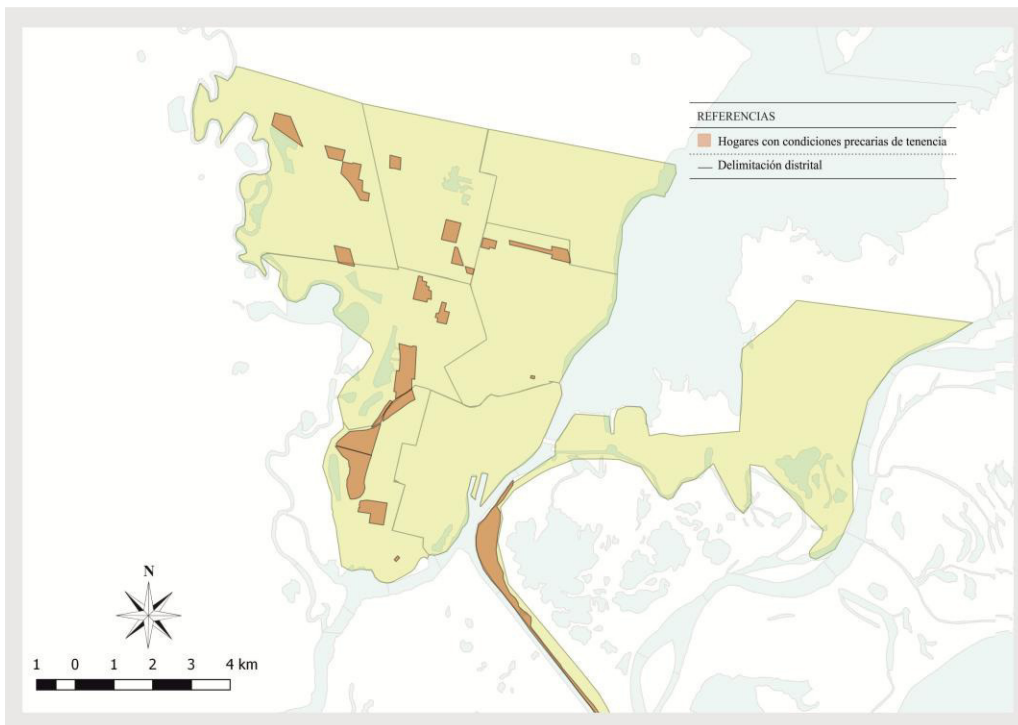 REFERENCIAS
Hogares con condiciones precarias de tenencia
Delimitación distrital
N
1 0 1 2 3 4 km